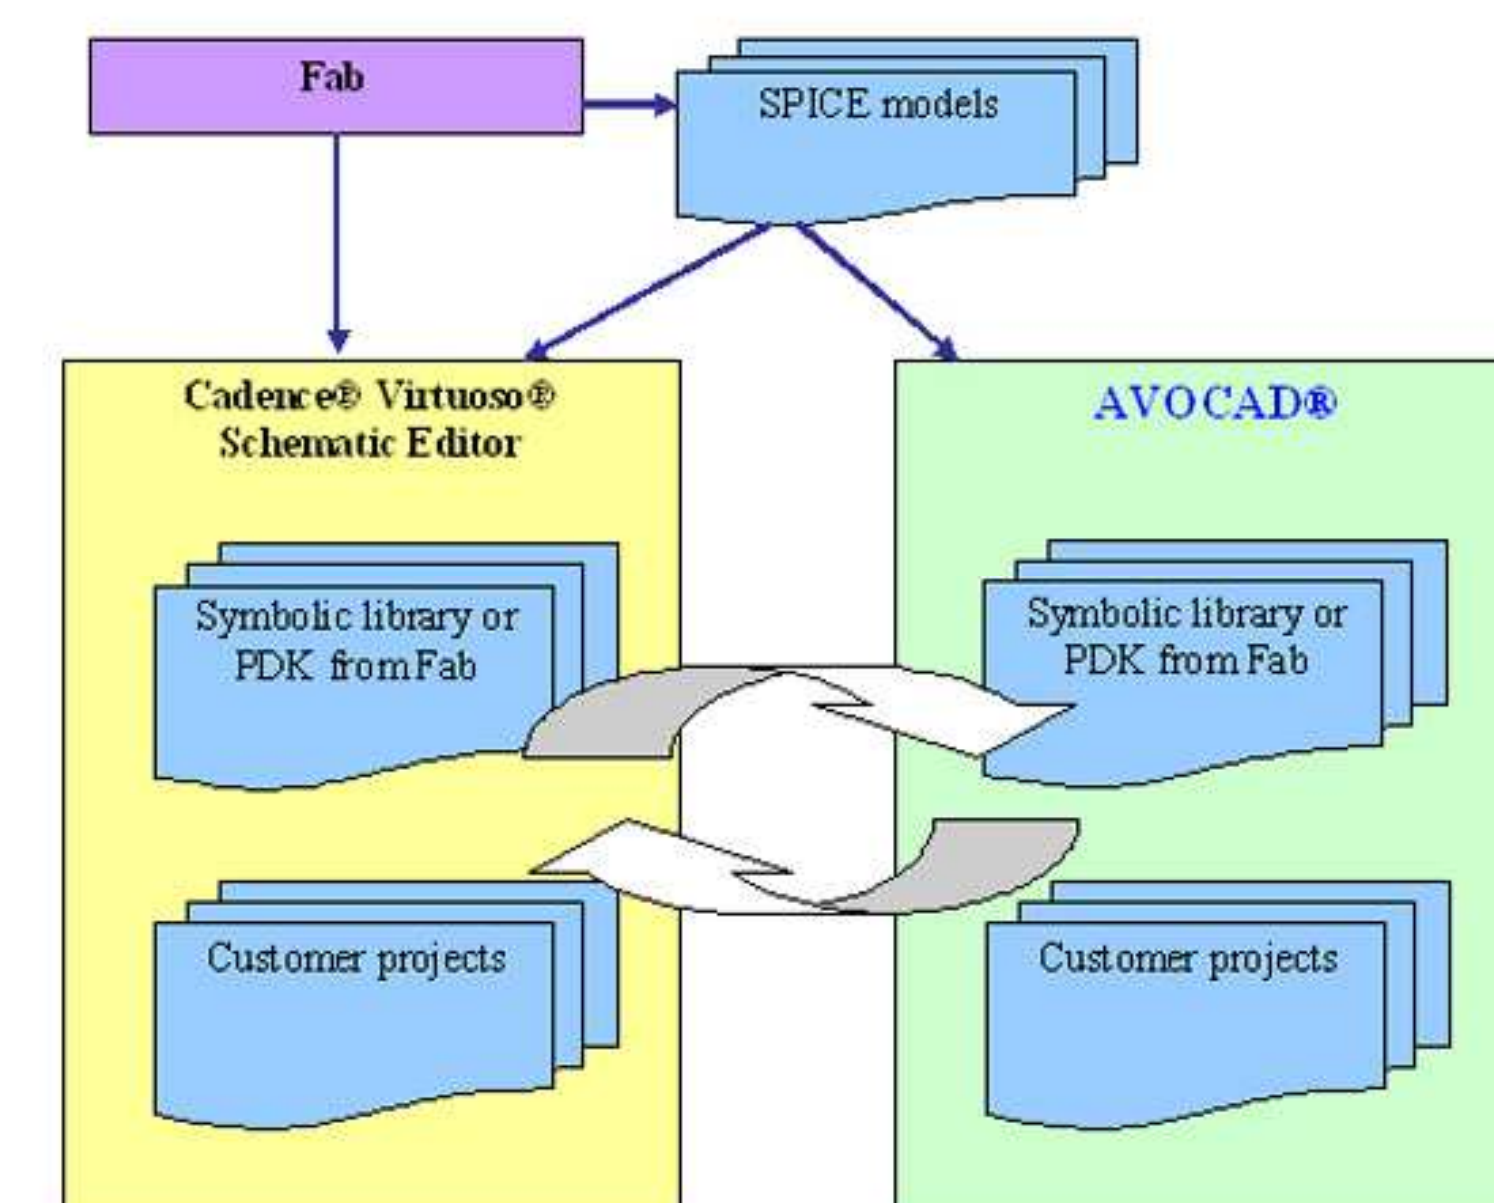 Fab
SPICE models
Cadence® Virtuoso®
Schematic Editor
AVOCAD®
Symbolic library or
PDK from Fab
Symbolic library or
PDK from Fab
Customer projects
Customer projects